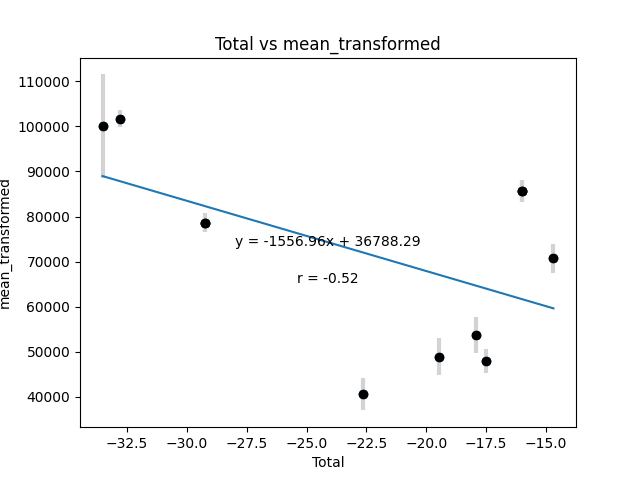 Total vs mean_transformed
110000
100000
90000
80000
70000
60000
50000
40000
mean_transformed
y = -1556.96x + 36788.29
r = -0.52
−32.5 −30.0 −27.5 −25.0 −22.5 −20.0 −17.5 −15.0
Total